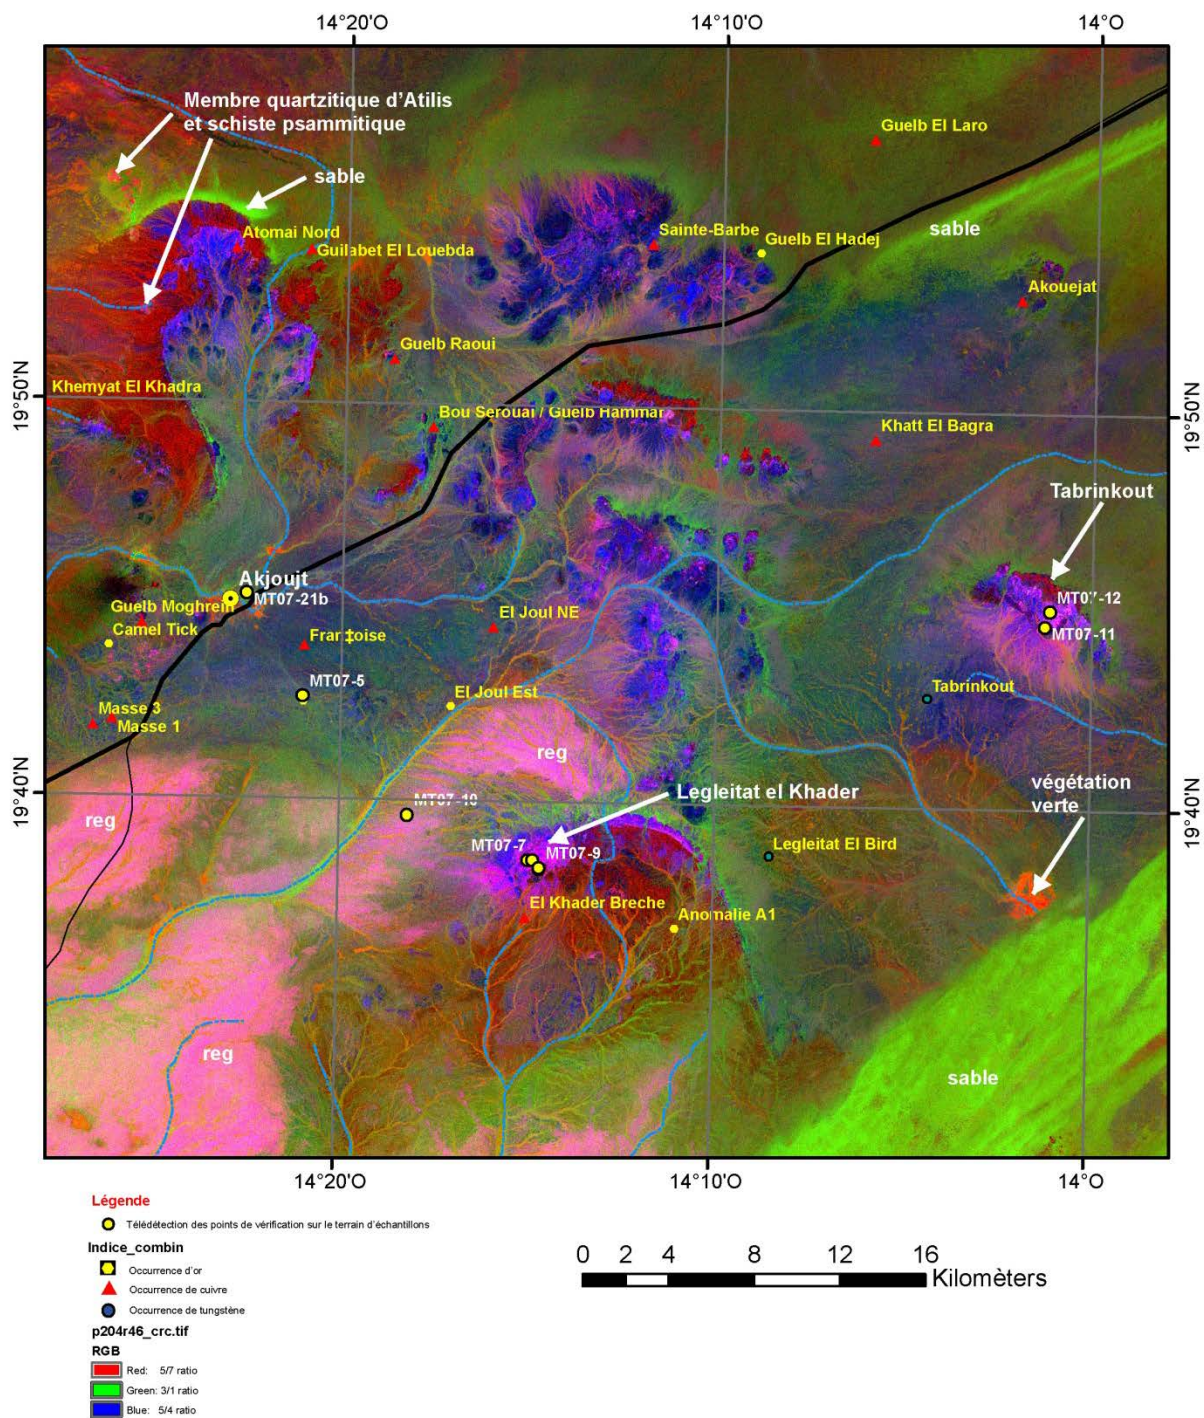 14°20'O
14°10'O
14°O
Membre quartzitique d'Atilis
et schiste psammitique
sable
Guelb El Laro
Atomai Nord
Guilabet El Louebda
Sainte-Barbe
Guelb El Hadej
sable
Akouejat
Guelb Raoui
Khemyat El Khadra
19°50'N
19°50'N
Bou Serouai / Guelb Hammar
Khatt El Bagra
Tabrinkout
Akjoujt
MT07-21b
Guelb Moghrein
Camel Tick
Fran‡oise
El Joul NE
MT07-12
MT07-11
MT07-5
El Joul Est
Tabrinkout
Masse 3
Masse 1
reg
végétation
verte
19°40'N
19°40'N
reg
MT07-10
Legleitat el Khader
MT07-7
MT07-9
Legleitat El Bird
El Khader Breche
Anomalie A1
reg
sable
14°20'O
14°10'O
14°O
Légende
Télédétection des points de vérification sur le terrain d'échantillons
Indice_combin
Occurrence d'or
Occurrence de cuivre
Occurrence de tungstène
p204r46_crc.tif
RGB
Red: 5/7 ratio
Green: 3/1 ratio
Blue: 5/4 ratio
0 2 4 8 12 16
Kilomèters